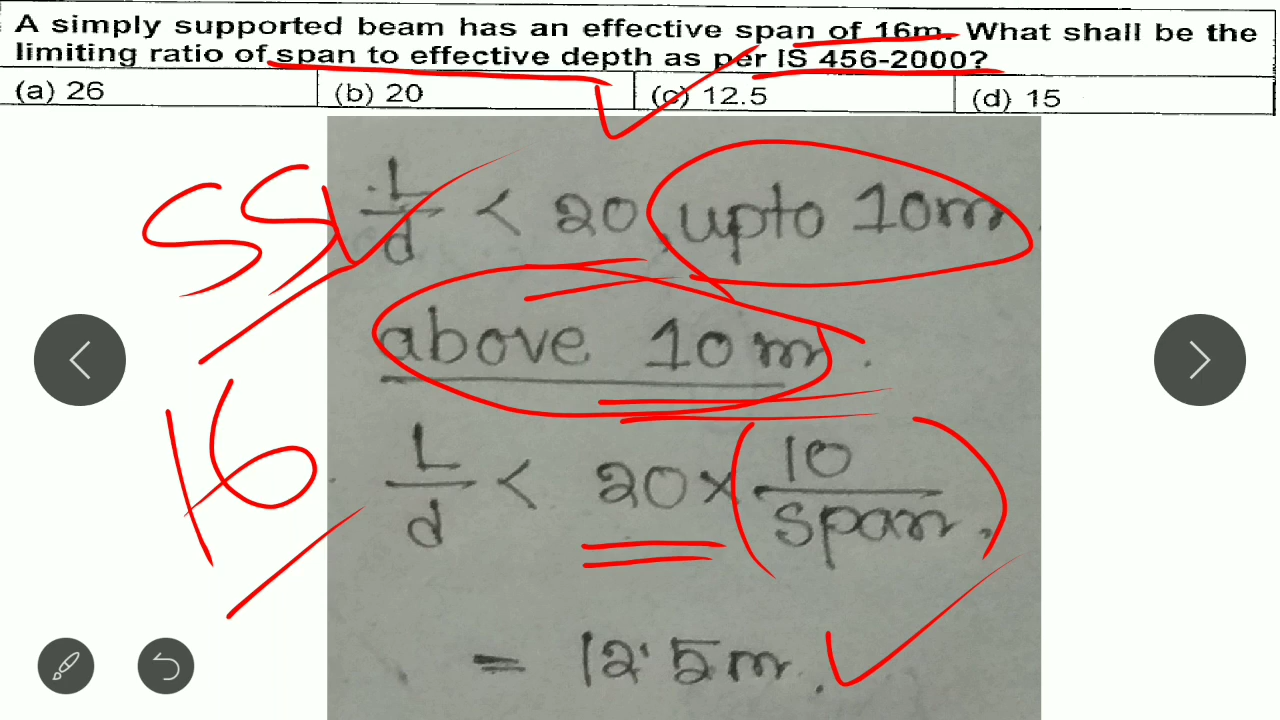 A simply supported beam has an effective span of 16m. What shall be the
limiting ratio of span to effective depth as per IS 456-2000?
(a) 26 (b) 20 (c) 12.5 (d) 15
SS L/d < 20, upto 10m.
above 10m.
16
L/d < 20 × (10/span).
= 12.5m.